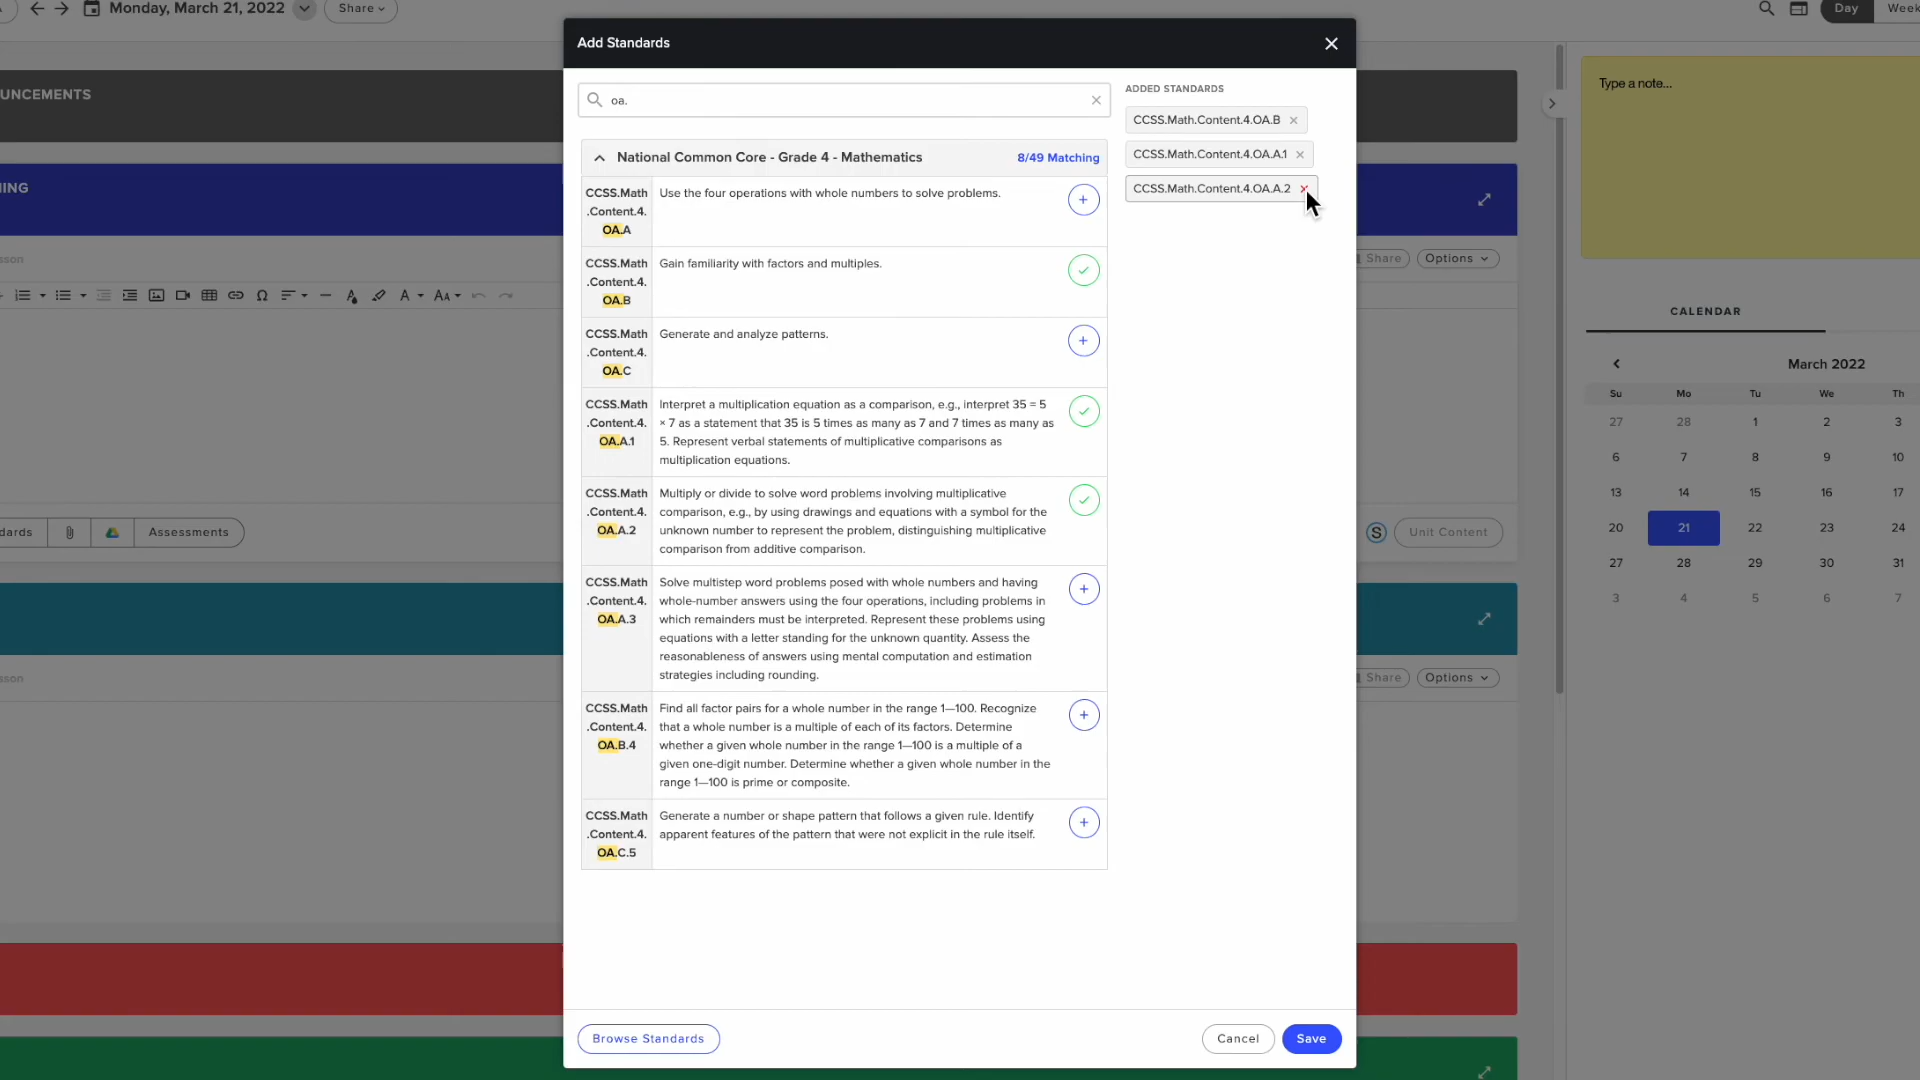 Monday, March 21, 2022
Share
Day
Week
UNCEMENTS
NING
sson
Share
Options
dards
Assessments
Unit Content
sson
Share
Options
Add Standards
oa.
National Common Core - Grade 4 - Mathematics
8/49 Matching
CCSS.Math
.Content.4.
OA.A
Use the four operations with whole numbers to solve problems.
CCSS.Math
.Content.4.
OA.B
Gain familiarity with factors and multiples.
CCSS.Math
.Content.4.
OA.C
Generate and analyze patterns.
CCSS.Math
.Content.4.
OA.A.1
Interpret a multiplication equation as a comparison, e.g., interpret 35 = 5
× 7 as a statement that 35 is 5 times as many as 7 and 7 times as many as
5. Represent verbal statements of multiplicative comparisons as
multiplication equations.
CCSS.Math
.Content.4.
OA.A.2
Multiply or divide to solve word problems involving multiplicative
comparison, e.g., by using drawings and equations with a symbol for the
unknown number to represent the problem, distinguishing multiplicative
comparison from additive comparison.
CCSS.Math
.Content.4.
OA.A.3
Solve multistep word problems posed with whole numbers and having
whole-number answers using the four operations, including problems in
which remainders must be interpreted. Represent these problems using
equations with a letter standing for the unknown quantity. Assess the
reasonableness of answers using mental computation and estimation
strategies including rounding.
CCSS.Math
.Content.4.
OA.B.4
Find all factor pairs for a whole number in the range 1—100. Recognize
that a whole number is a multiple of each of its factors. Determine
whether a given whole number in the range 1—100 is a multiple of a
given one-digit number. Determine whether a given whole number in the
range 1—100 is prime or composite.
CCSS.Math
.Content.4.
OA.C.5
Generate a number or shape pattern that follows a given rule. Identify
apparent features of the pattern that were not explicit in the rule itself.
ADDED STANDARDS
CCSS.Math.Content.4.OA.B
CCSS.Math.Content.4.OA.A.1
CCSS.Math.Content.4.OA.A.2
Browse Standards
Cancel
Save
Type a note...
CALENDAR
March 2022
Su Mo Tu We Th
27 28 1 2 3
6 7 8 9 10
13 14 15 16 17
20 21 22 23 24
27 28 29 30 31
3 4 5 6 7